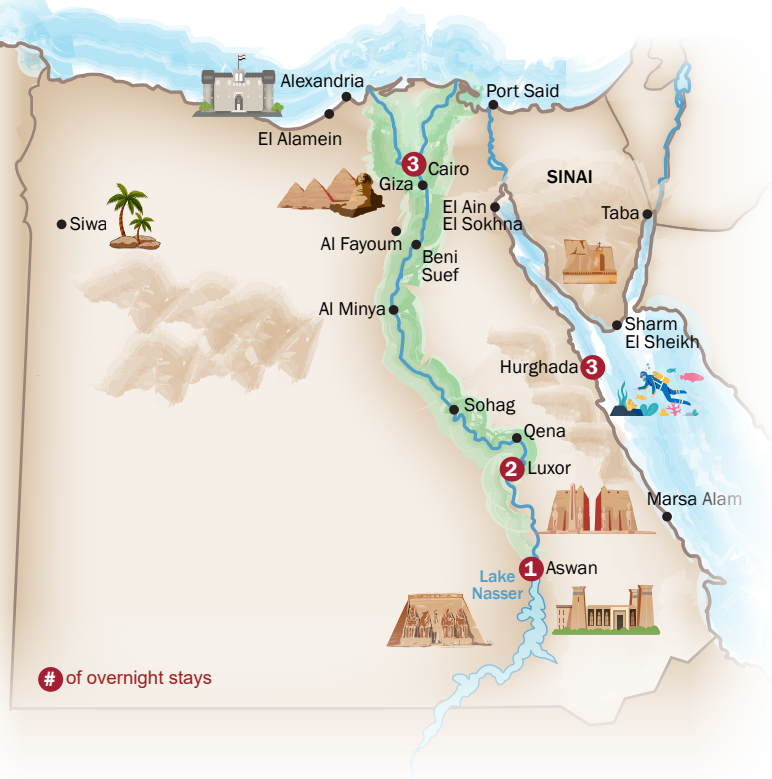 Alexandria
Port Said
El Alamein
3 Cairo
SINAI
Giza
El Ain
El Sokhna
Taba
Siwa
Al Fayoum
Beni
Suef
Al Minya
Sharm
El Sheikh
Hurghada 3
Sohag
Qena
2 Luxor
Marsa Alam
1 Aswan
Lake
Nasser
# of overnight stays